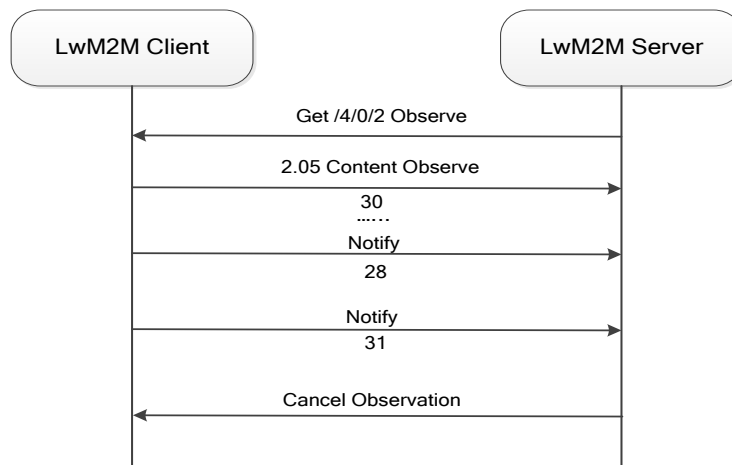 LwM2M Client
LwM2M Server
Get /4/0/2 Observe
2.05 Content Observe
30
......
Notify
28
Notify
31
Cancel Observation